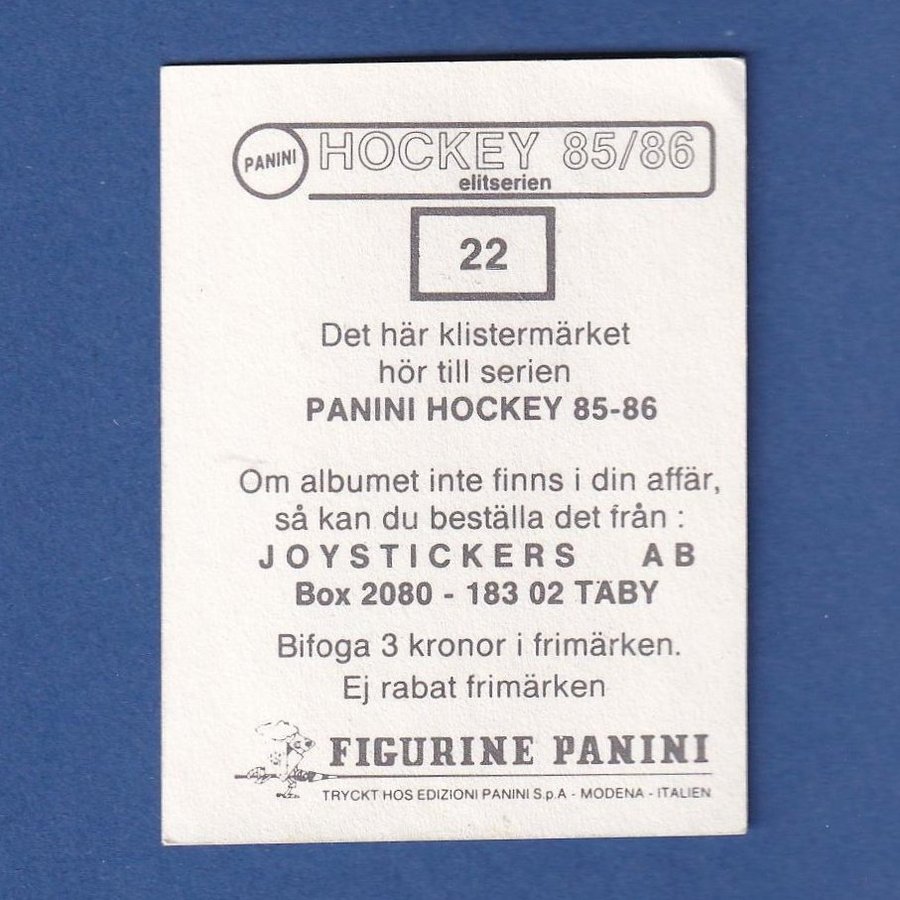 PANINI HOCKEY 85/86
elitserien
22
Det här klistermärket
hör till serien
PANINI HOCKEY 85-86
Om albumet inte finns i din affär,
så kan du beställa det från :
JOYSTICKERS AB
Box 2080 - 183 02 TÄBY
Bifoga 3 kronor i frimärken.
Ej rabat frimärken
FIGURINE PANINI
TRYCKT HOS EDIZIONI PANINI S.p.A - MODENA - ITALIEN